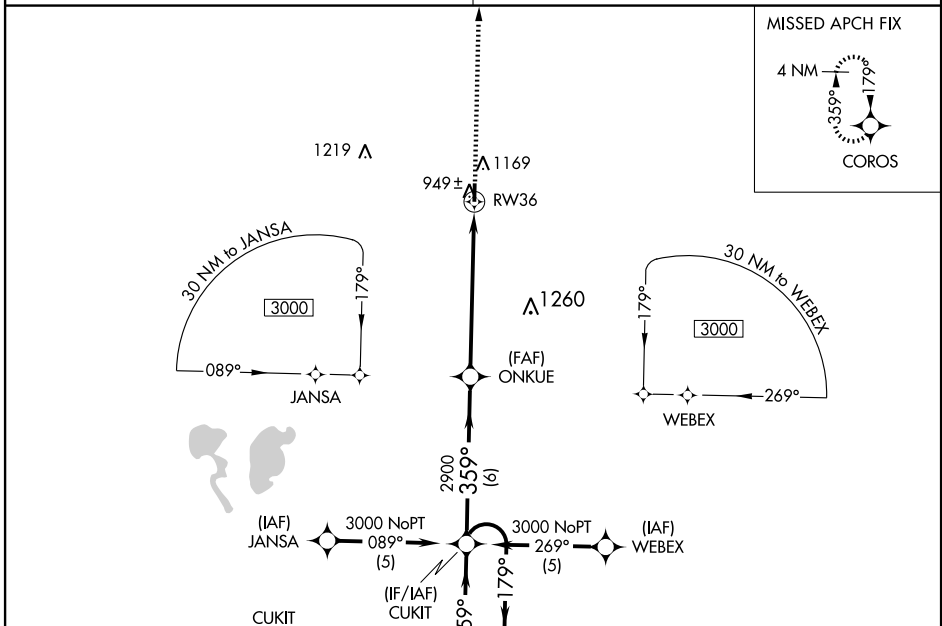 MISSED APCH FIX
4 NM
179°
359°
COROS
1219
1169
949±
RW36
30 NM to JANSA
179°
3000
089°
JANSA
1260
(FAF)
ONKUE
30 NM to WEBEX
179°
3000
269°
WEBEX
2900
359°
(6)
(IAF)
JANSA
3000 NoPT
089°
(5)
3000 NoPT
269°
(5)
(IAF)
WEBEX
(IF/IAF)
CUKIT
179°
CUKIT